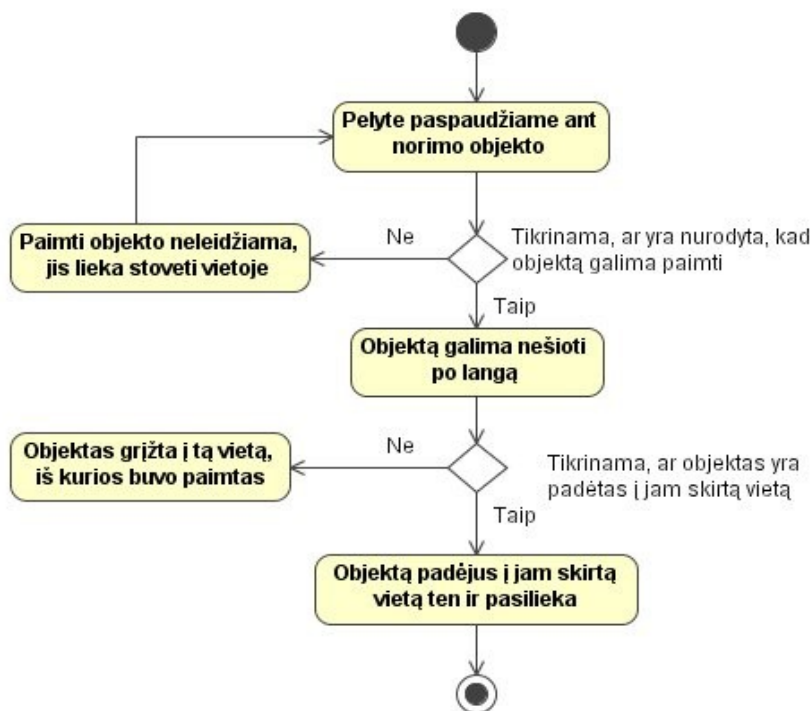 Pelyte paspaudžiame ant
norimo objekto
Paimti objekto neleidžiama,
jis lieka stoveti vietoje
Ne
Tikrinama, ar yra nurodyta, kad
objektą galima paimti
Taip
Objektą galima nešioti
po langą
Objektas grįžta į tą vietą,
iš kurios buvo paimtas
Ne
Tikrinama, ar objektas yra
padėtas į jam skirtą vietą
Taip
Objektą padėjus į jam skirtą
vietą ten ir pasilieka